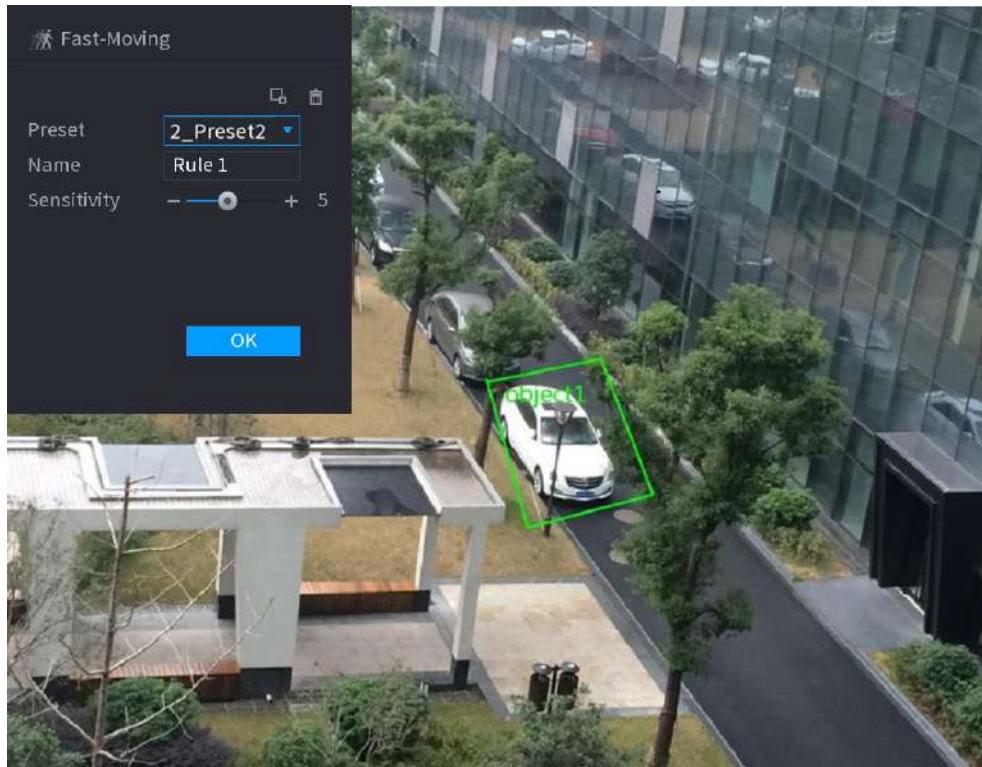 Fast-Moving
Preset 2_Preset2
Name Rule 1
Sensitivity 5
OK
object1